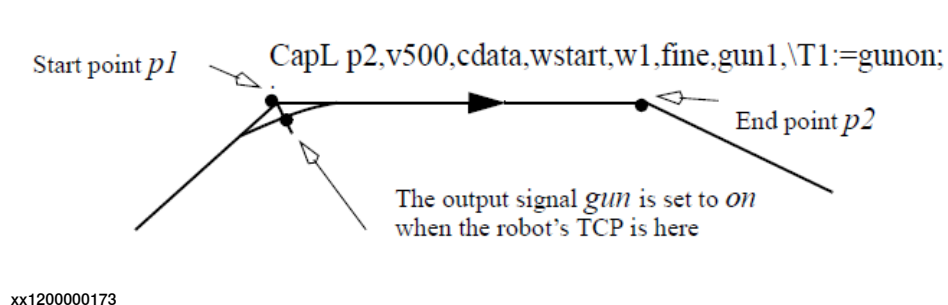 CapL p2,v500,cdata,wstart,w1,fine,gun1,\T1:=gunon;
Start point p1
End point p2
The output signal gun is set to on
when the robot’s TCP is here
xx1200000173